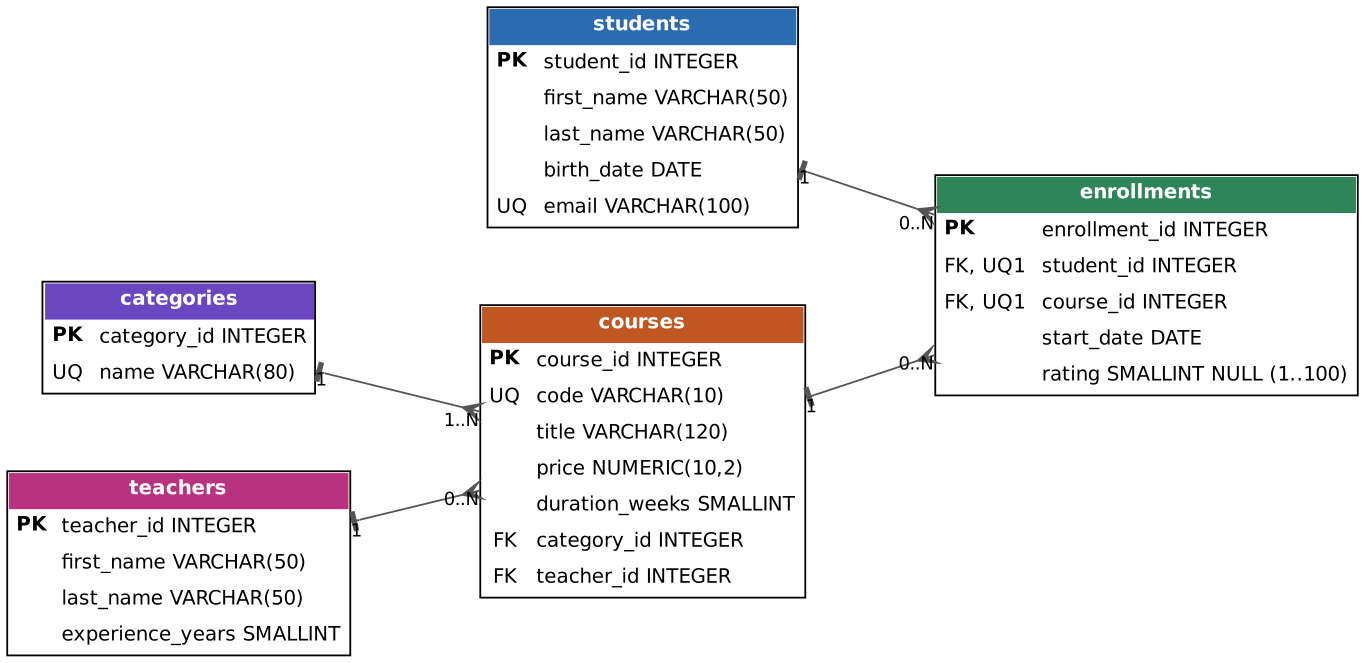 students
PK student_id INTEGER
first_name VARCHAR(50)
last_name VARCHAR(50)
birth_date DATE
UQ email VARCHAR(100)
1
0..N
enrollments
PK enrollment_id INTEGER
FK, UQ1 student_id INTEGER
FK, UQ1 course_id INTEGER
start_date DATE
rating SMALLINT NULL (1..100)
categories
PK category_id INTEGER
UQ name VARCHAR(80)
1
1..N
courses
PK course_id INTEGER
UQ code VARCHAR(10)
title VARCHAR(120)
price NUMERIC(10,2)
duration_weeks SMALLINT
FK category_id INTEGER
FK teacher_id INTEGER
1
0..N
teachers
PK teacher_id INTEGER
first_name VARCHAR(50)
last_name VARCHAR(50)
experience_years SMALLINT
1
0..N